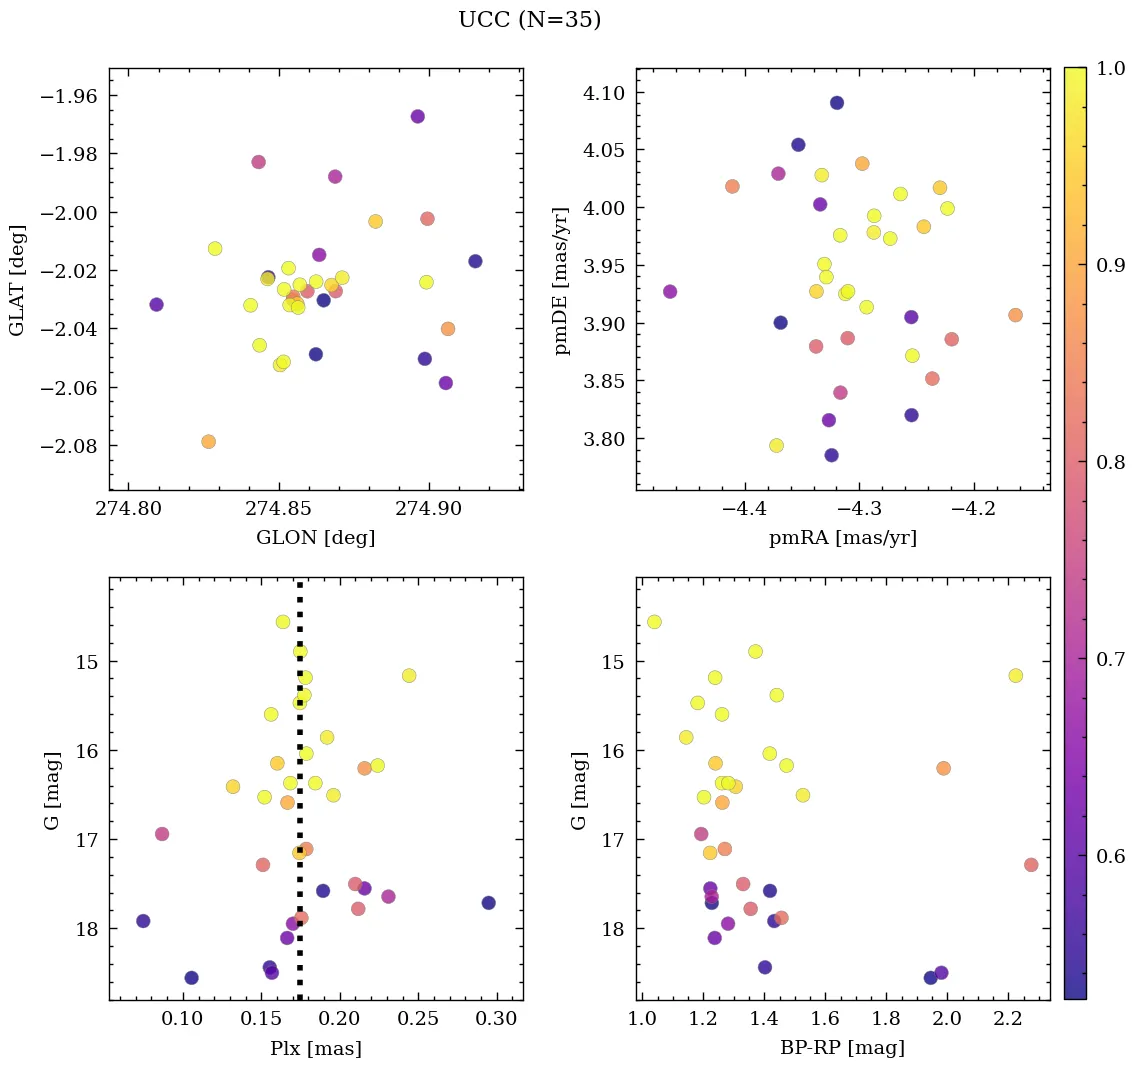 UCC (N=35)
−1.96
−1.98
−2.00
−2.02
−2.04
−2.06
−2.08
GLAT [deg]
274.80 274.85 274.90
GLON [deg]
4.10
4.05
4.00
3.95
3.90
3.85
3.80
pmDE [mas/yr]
−4.4 −4.3 −4.2
pmRA [mas/yr]
1.0
0.9
0.8
0.7
0.6
15
16
17
18
G [mag]
0.10 0.15 0.20 0.25 0.30
Plx [mas]
15
16
17
18
G [mag]
1.0 1.2 1.4 1.6 1.8 2.0 2.2
BP-RP [mag]